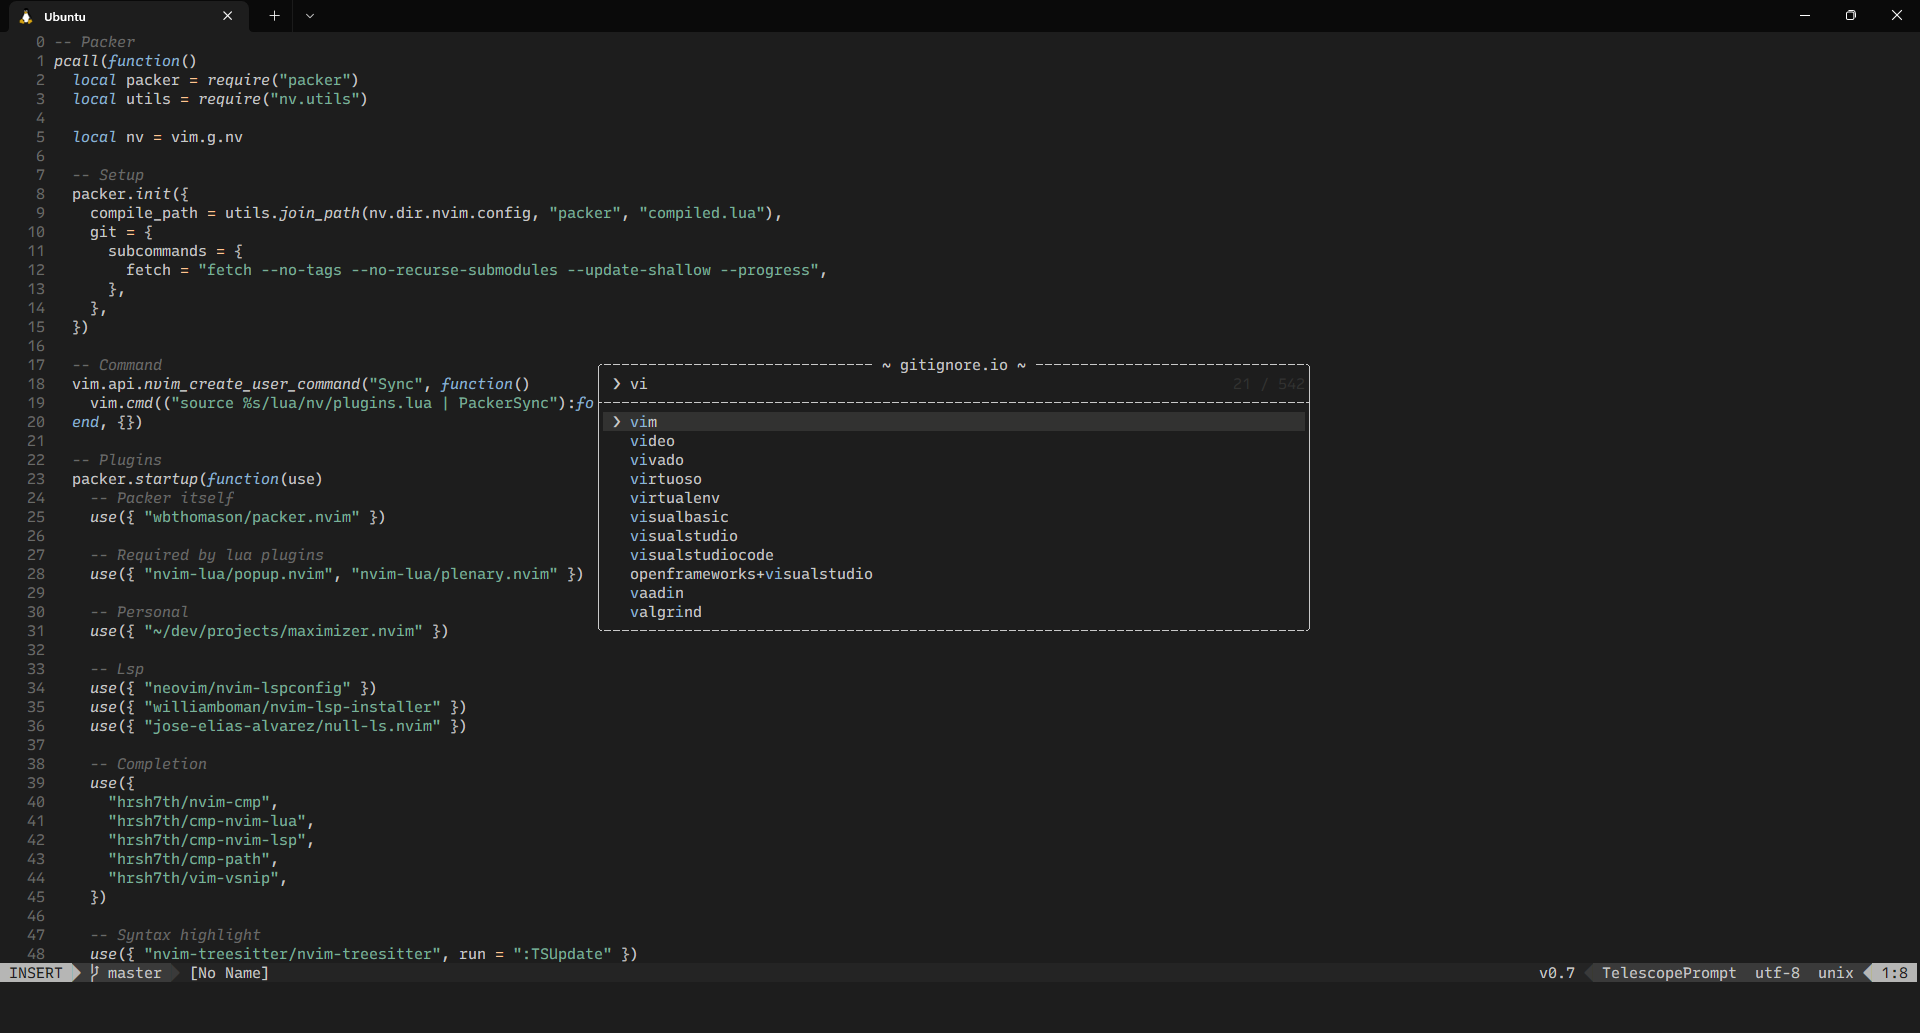 Ubuntu
0 -- Packer
1 pcall(function()
2   local packer = require("packer")
3   local utils = require("nv.utils")
4
5   local nv = vim.g.nv
6
7   -- Setup
8   packer.init({
9     compile_path = utils.join_path(nv.dir.nvim.config, "packer", "compiled.lua"),
10     git = {
11       subcommands = {
12         fetch = "fetch --no-tags --no-recurse-submodules --update-shallow --progress",
13       },
14     },
15   })
16
17   -- Command
18   vim.api.nvim_create_user_command("Sync", function()
19     vim.cmd(("source %s/lua/nv/plugins.lua | PackerSync"):fo
20   end, {})
21
22   -- Plugins
23   packer.startup(function(use)
24     -- Packer itself
25     use({ "wbthomason/packer.nvim" })
26
27     -- Required by lua plugins
28     use({ "nvim-lua/popup.nvim", "nvim-lua/plenary.nvim" })
29
30     -- Personal
31     use({ "~/dev/projects/maximizer.nvim" })
32
33     -- Lsp
34     use({ "neovim/nvim-lspconfig" })
35     use({ "williamboman/nvim-lsp-installer" })
36     use({ "jose-elias-alvarez/null-ls.nvim" })
37
38     -- Completion
39     use({
40       "hrsh7th/nvim-cmp",
41       "hrsh7th/cmp-nvim-lua",
42       "hrsh7th/cmp-nvim-lsp",
43       "hrsh7th/cmp-path",
44       "hrsh7th/vim-vsnip",
45     })
46
47     -- Syntax highlight
48     use({ "nvim-treesitter/nvim-treesitter", run = ":TSUpdate" })
~ gitignore.io ~
❯ vi 21 / 542
❯ vim
video
vivado
virtuoso
virtualenv
visualbasic
visualstudio
visualstudiocode
openframeworks+visualstudio
vaadin
valgrind
INSERT master [No Name] v0.7 TelescopePrompt utf-8 unix 1:8